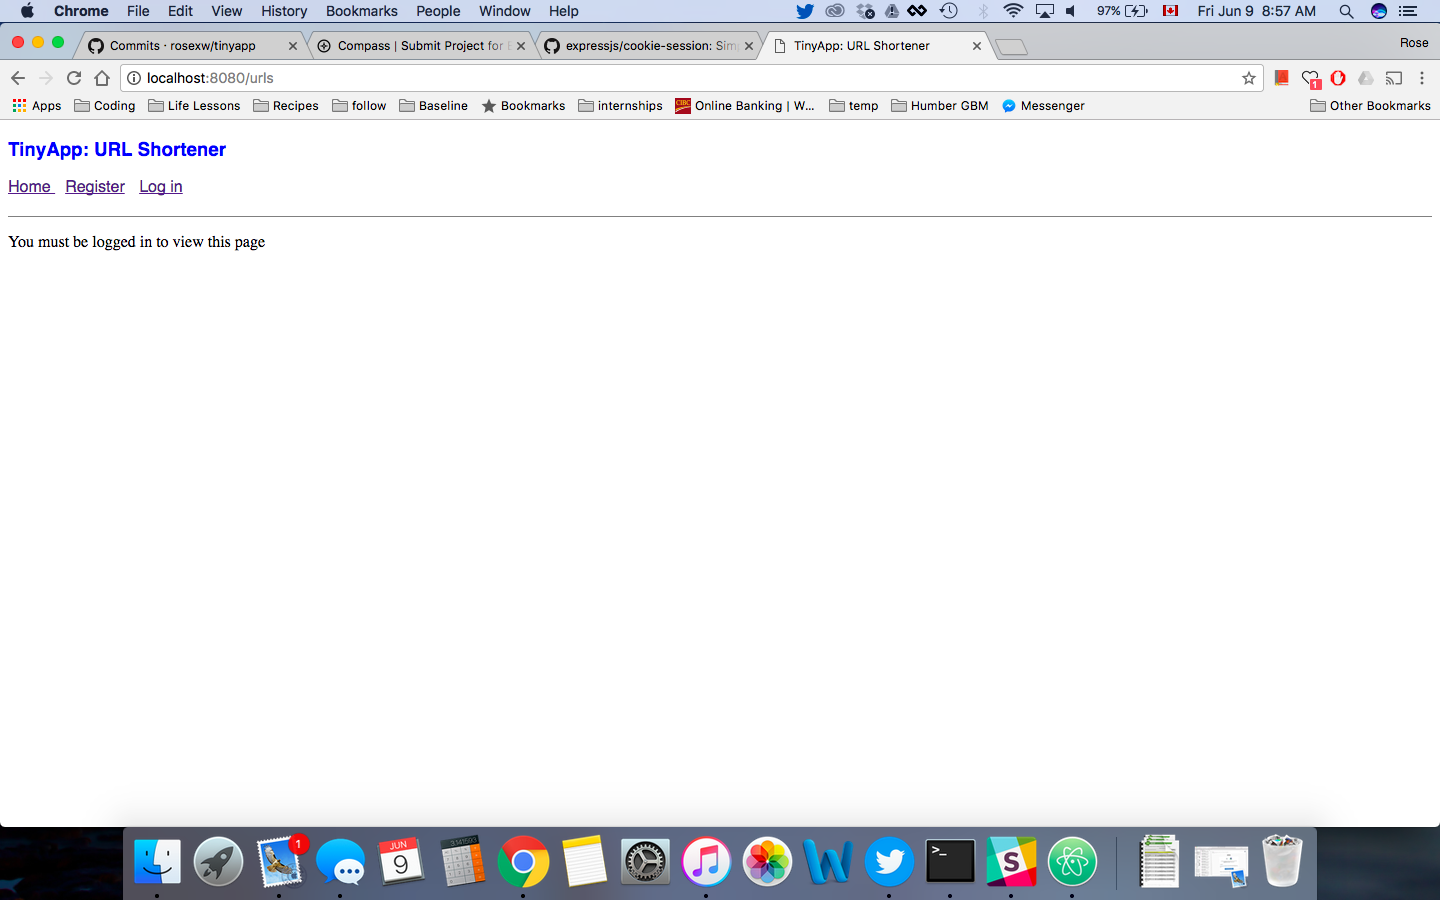 Chrome File Edit View History Bookmarks People Window Help 97% Fri Jun 9 8:57 AM
Commits · rosexw/tinyapp Compass | Submit Project for expressjs/cookie-session: Sim TinyApp: URL Shortener Rose
localhost:8080/urls 1
Apps Coding Life Lessons Recipes follow Baseline Bookmarks internships CIBC Online Banking | W... temp Humber GBM Messenger Other Bookmarks
TinyApp: URL Shortener
Home Register Log in
You must be logged in to view this page
1 JUN 9 >_ S